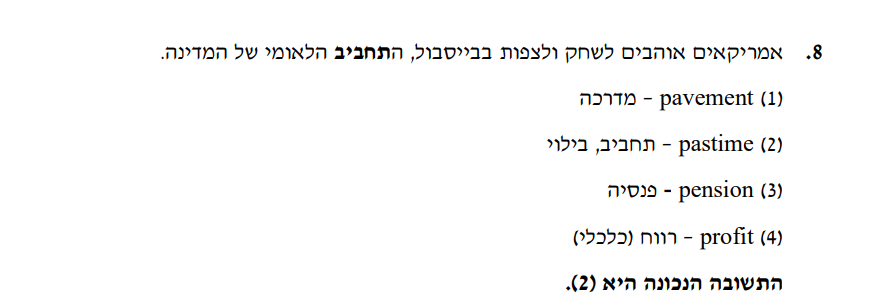 8. אמריקאים אוהבים לשחק ולצפות בבייסבול, התחביב הלאומי של המדינה.
(1) pavement – מדרכה
(2) pastime – תחביב, בילוי
(3) pension - פנסיה
(4) profit – רווח (כלכלי)
התשובה הנכונה היא (2).